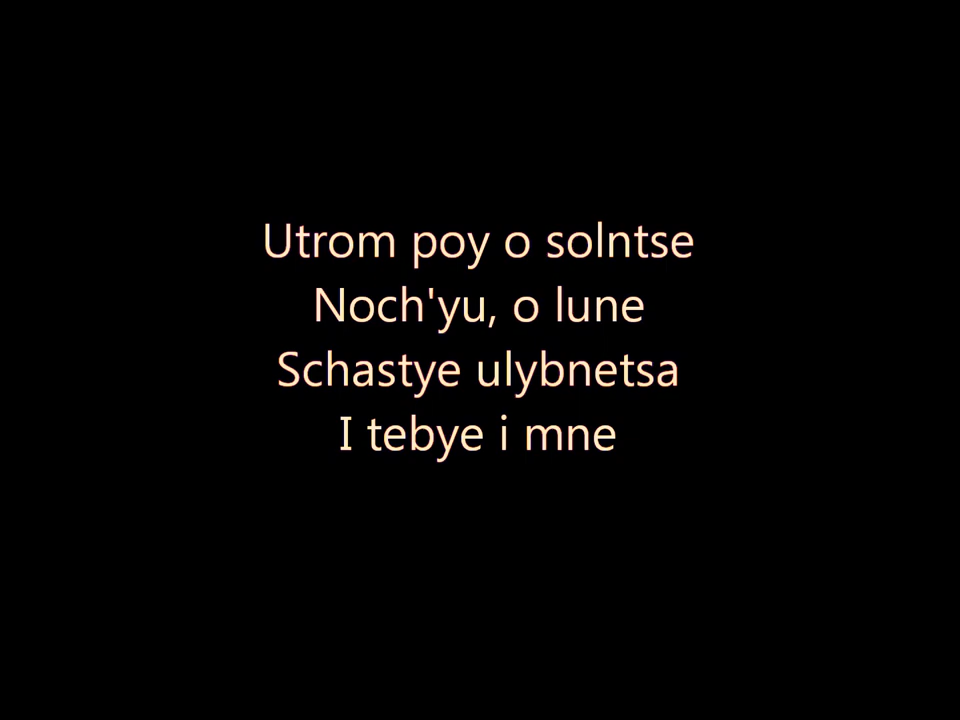 Utrom poy o solntse
Noch'yu, o lune
Schastye ulybnetsa
I tebye i mne